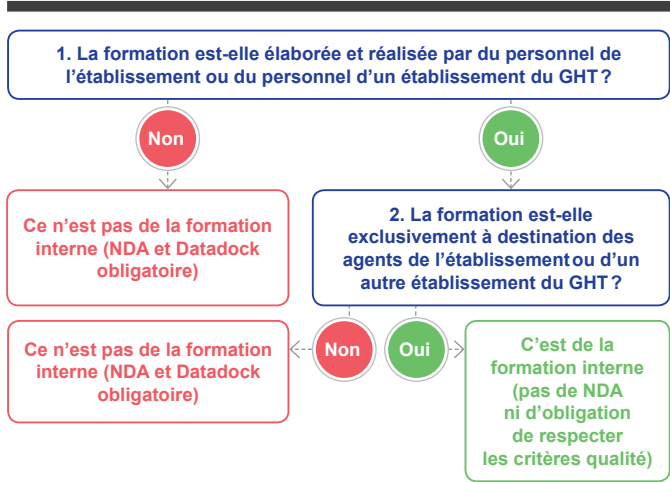 1. La formation est-elle élaborée et réalisée par du personnel de
l'établissement ou du personnel d'un établissement du GHT ?
Non
Oui
Ce n'est pas de la formation
interne (NDA et Datadock
obligatoire)
2. La formation est-elle
exclusivement à destination des
agents de l'établissement ou d'un
autre établissement du GHT ?
Ce n'est pas de la formation
interne (NDA et Datadock
obligatoire)
Non
Oui
C'est de la
formation interne
(pas de NDA
ni d'obligation
de respecter
les critères qualité)